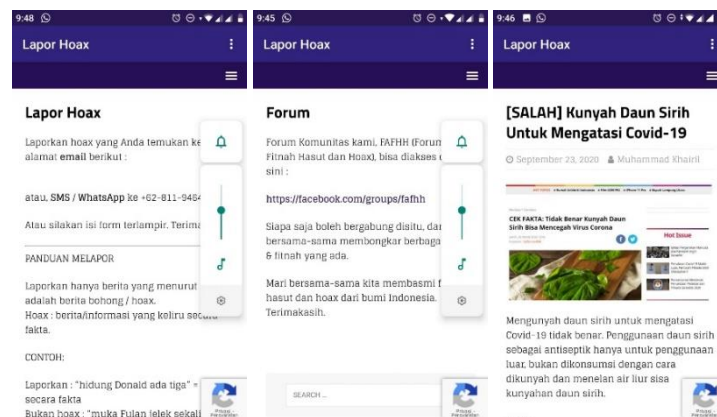 9:48
Lapor Hoax
Lapor Hoax
Laporkan hoax yang Anda temukan ke
alamat email berikut :
atau, SMS / WhatsApp ke +62-811-9484
Atau silakan isi form terlampir. Terima
PANDUAN MELAPOR
Laporkan hanya berita yang menurut
adalah berita bohong / hoax.
Hoax : berita/informasi yang keliru secara
fakta.
CONTOH:
Laporkan : "hidung Donald ada tiga" =
secara fakta
Bukan hoax : "muka Fulan jelek sekali
9:45
Lapor Hoax
Forum
Forum Komunitas kami, FAFHH (Forum
Fitnah Hasut dan Hoax), bisa diakses
sini :
https://facebook.com/groups/fafhh
Siapa saja boleh bergabung disitu, dan
bersama-sama membongkar berbagai
& fitnah yang ada.
Mari bersama-sama kita membasmi
hasut dan hoax dari bumi Indonesia.
Terimakasih.
SEARCH ...
9:46
Lapor Hoax
[SALAH] Kunyah Daun Sirih
Untuk Mengatasi Covid-19
September 23, 2020 Muhammad Khairil
CEK FAKTA: Tidak Benar Kunyah Daun
Sirih Bisa Mencegah Virus Corona
Hot Issue
Mengunyah daun sirih untuk mengatasi
Covid-19 tidak benar. Penggunaan daun sirih
sebagai antiseptik hanya untuk penggunaan
luar, bukan dikonsumsi dengan cara
dikunyah dan menelan air liur sisa
kunyahan daun sirih.